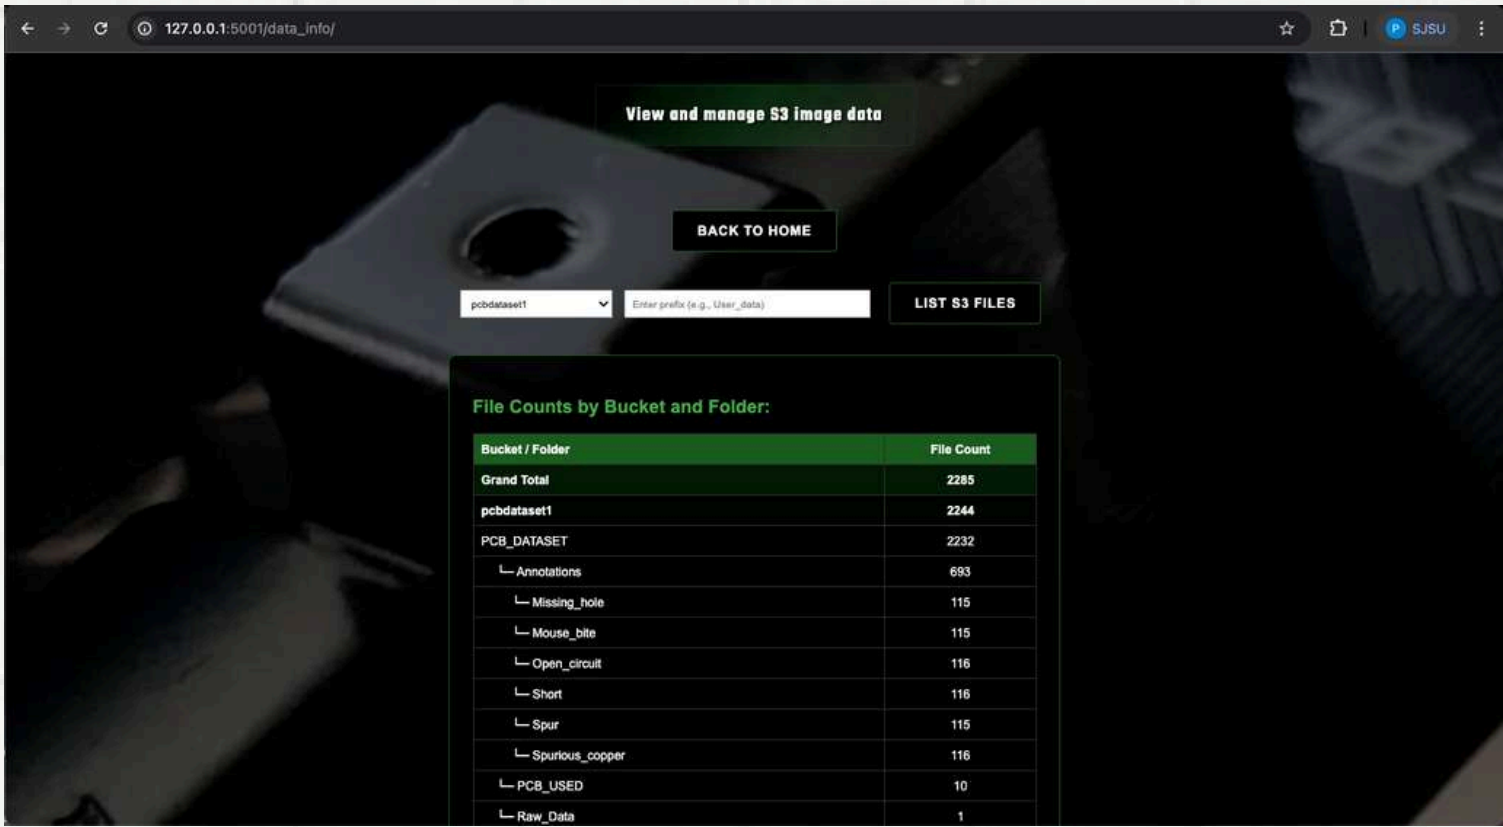 127.0.0.1:5001/data_info/
P SJSU
View and manage S3 image data
BACK TO HOME
pcbdataset1
Enter prefix (e.g., User_data)
LIST S3 FILES
File Counts by Bucket and Folder:
Bucket / Folder File Count
Grand Total 2285
pcbdataset1 2244
PCB_DATASET 2232
Annotations 693
Missing_hole 115
Mouse_bite 115
Open_circuit 116
Short 116
Spur 115
Spurious_copper 116
PCB_USED 10
Raw_Data 1